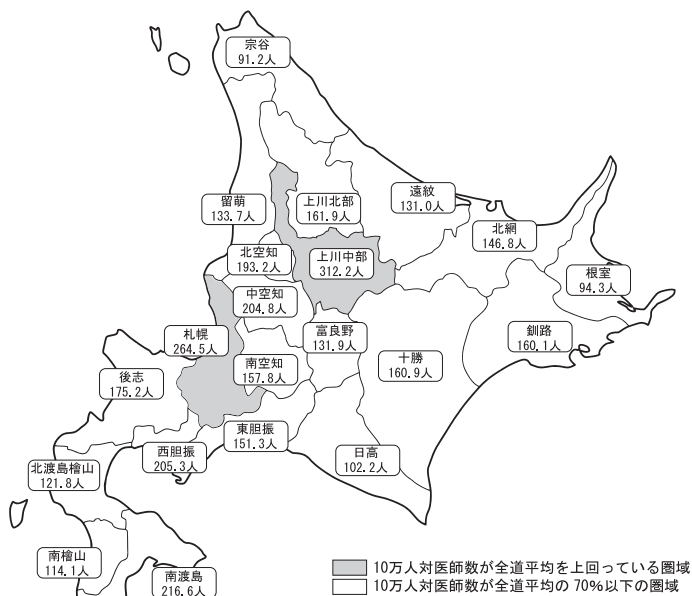 宗谷
91.2人
留萌
133.7人
上川北部
161.9人
遠紋
131.0人
北網
146.8人
北空知
193.2人
上川中部
312.2人
根室
94.3人
中空知
204.8人
札幌
264.5人
富良野
131.9人
釧路
160.1人
十勝
160.9人
南空知
157.8人
後志
175.2人
東胆振
151.3人
西胆振
205.3人
日高
102.2人
北渡島檜山
121.8人
南檜山
114.1人
南渡島
216.6人
10万人対医師数が全道平均を上回っている圏域
10万人対医師数が全道平均の70%以下の圏域